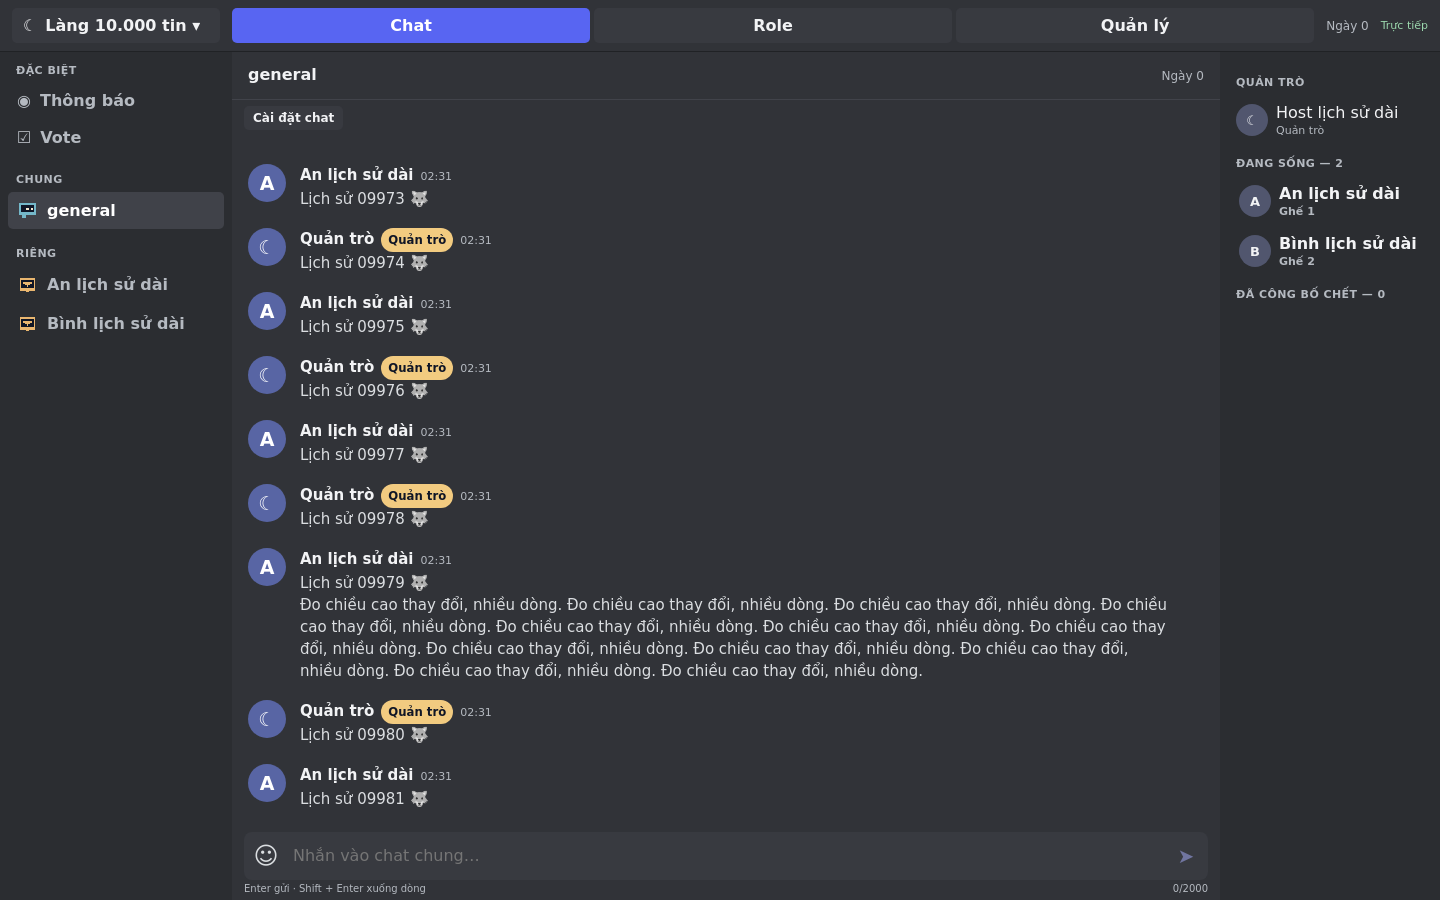 ☾ Làng 10.000 tin ▾
Chat
Role
Quản lý
Ngày 0
Trực tiếp
ĐẶC BIỆT
◉ Thông báo
☑ Vote
CHUNG
general
RIÊNG
An lịch sử dài
Bình lịch sử dài
general
Ngày 0
Cài đặt chat
A
An lịch sử dài 02:31
Lịch sử 09973 🐺
☾
Quản trò Quản trò 02:31
Lịch sử 09974 🐺
A
An lịch sử dài 02:31
Lịch sử 09975 🐺
☾
Quản trò Quản trò 02:31
Lịch sử 09976 🐺
A
An lịch sử dài 02:31
Lịch sử 09977 🐺
☾
Quản trò Quản trò 02:31
Lịch sử 09978 🐺
A
An lịch sử dài 02:31
Lịch sử 09979 🐺
Đo chiều cao thay đổi, nhiều dòng. Đo chiều cao thay đổi, nhiều dòng. Đo chiều cao thay đổi, nhiều dòng. Đo chiều
cao thay đổi, nhiều dòng. Đo chiều cao thay đổi, nhiều dòng. Đo chiều cao thay đổi, nhiều dòng. Đo chiều cao thay
đổi, nhiều dòng. Đo chiều cao thay đổi, nhiều dòng. Đo chiều cao thay đổi, nhiều dòng. Đo chiều cao thay đổi,
nhiều dòng. Đo chiều cao thay đổi, nhiều dòng. Đo chiều cao thay đổi, nhiều dòng.
☾
Quản trò Quản trò 02:31
Lịch sử 09980 🐺
A
An lịch sử dài 02:31
Lịch sử 09981 🐺
Nhắn vào chat chung...
➤
Enter gửi · Shift + Enter xuống dòng
0/2000
QUẢN TRÒ
☾
Host lịch sử dài
Quản trò
ĐANG SỐNG — 2
A
An lịch sử dài
Ghế 1
B
Bình lịch sử dài
Ghế 2
ĐÃ CÔNG BỐ CHẾT — 0